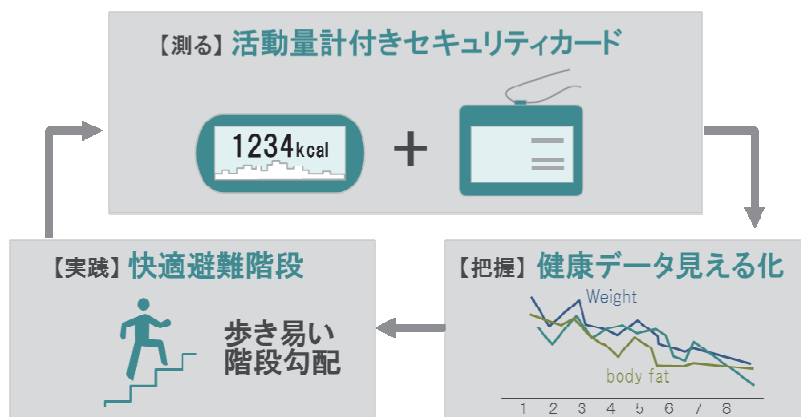 【測る】活動量計付きセキュリティカード
1234kcal
+
【実践】快適避難階段
歩き易い
階段勾配
【把握】健康データ見える化
Weight
body fat
1 2 3 4 5 6 7 8